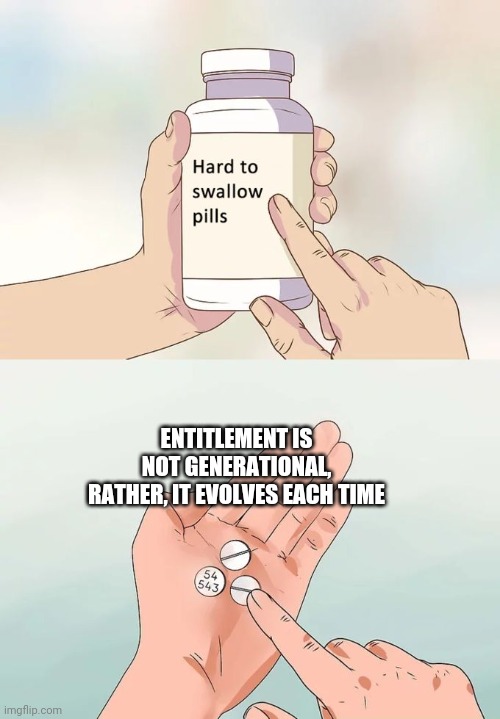 Hard to
swallow
pills
ENTITLEMENT IS
NOT GENERATIONAL,
RATHER, IT EVOLVES EACH TIME
54
543
imgflip.com